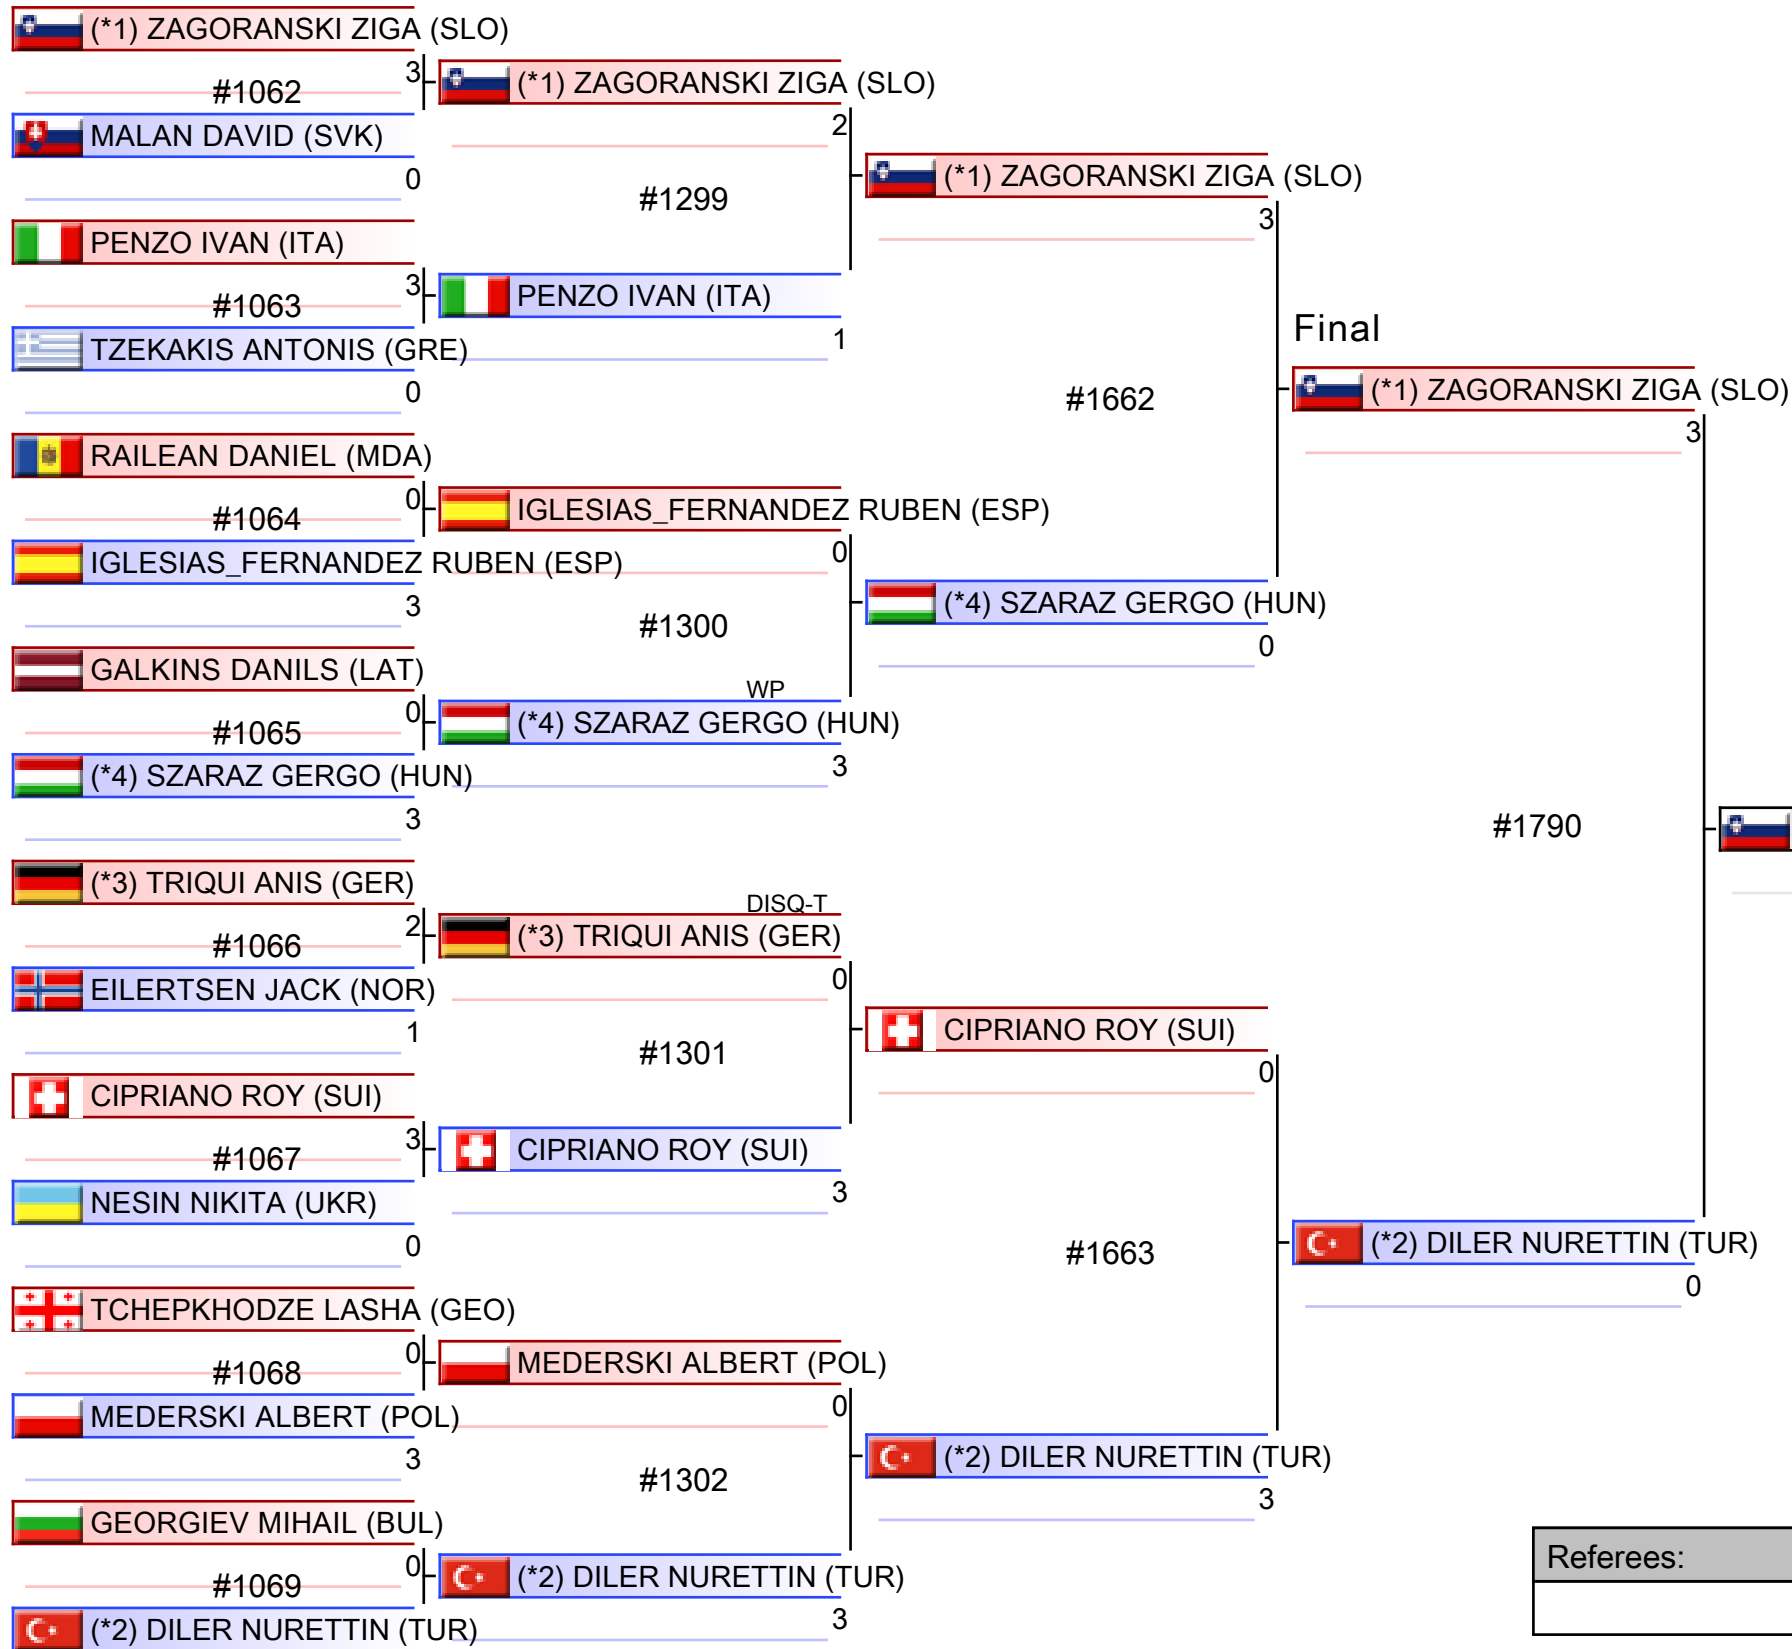 (*1) ZAGORANSKI ZIGA (SLO)
3
#1062
MALAN DAVID (SVK)
0
PENZO IVAN (ITA)
3
#1063
TZEKAKIS ANTONIS (GRE)
0
RAILEAN DANIEL (MDA)
0
#1064
IGLESIAS_FERNANDEZ RUBEN (ESP)
3
GALKINS DANILS (LAT)
0
#1065
(*4) SZARAZ GERGO (HUN)
3
(*3) TRIQUI ANIS (GER)
2
#1066
EILERTSEN JACK (NOR)
1
CIPRIANO ROY (SUI)
3
#1067
NESIN NIKITA (UKR)
0
TCHEPKHODZE LASHA (GEO)
0
#1068
MEDERSKI ALBERT (POL)
3
GEORGIEV MIHAIL (BUL)
0
#1069
(*2) DILER NURETTIN (TUR)
(*1) ZAGORANSKI ZIGA (SLO)
2
#1299
PENZO IVAN (ITA)
1
IGLESIAS_FERNANDEZ RUBEN (ESP)
0
#1300
WP
(*4) SZARAZ GERGO (HUN)
3
DISQ-T
(*3) TRIQUI ANIS (GER)
0
#1301
CIPRIANO ROY (SUI)
3
MEDERSKI ALBERT (POL)
0
#1302
(*2) DILER NURETTIN (TUR)
3
(*1) ZAGORANSKI ZIGA (SLO)
3
#1662
(*4) SZARAZ GERGO (HUN)
0
CIPRIANO ROY (SUI)
0
#1663
(*2) DILER NURETTIN (TUR)
3
Final
(*1) ZAGORANSKI ZIGA (SLO)
3
#1790
(*2) DILER NURETTIN (TUR)
0
Referees: